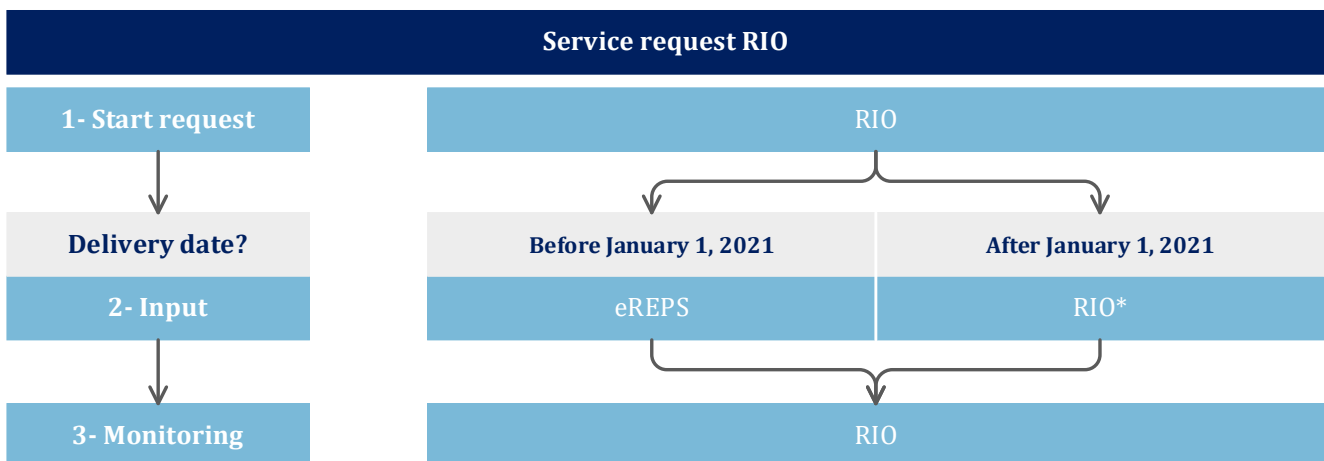 Service request RIO
1- Start request
RIO
Delivery date?
Before January 1, 2021
After January 1, 2021
2- Input
eREPS
RIO*
3- Monitoring
RIO